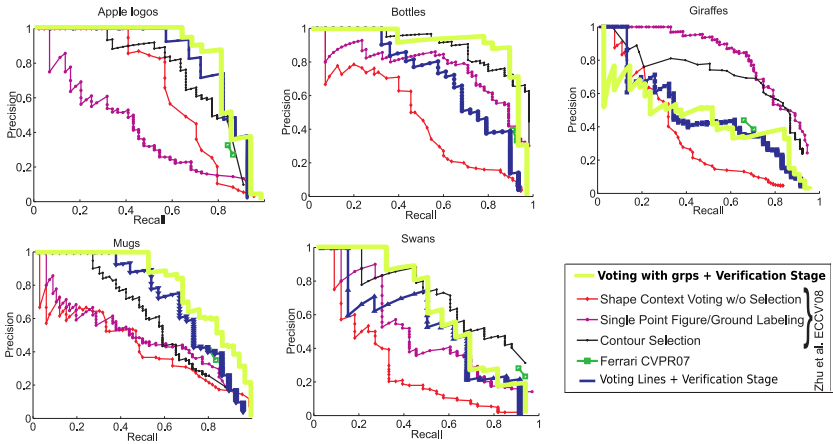 Apple logos
Bottles
Giraffes
1
0.8
0.6
0.4
0.2
0
Precision
0 0.2 0.4 0.6 0.8 1
Recall
1
0.8
0.6
0.4
0.2
0
Precision
0 0.2 0.4 0.6 0.8 1
Recall
1
0.8
0.6
0.4
0.2
0
Precision
0 0.2 0.4 0.6 0.8 1
Recall
Mugs
Swans
1
0.8
0.6
0.4
0.2
0
Precision
0 0.2 0.4 0.6 0.8 1
Recall
1
0.8
0.6
0.4
0.2
0
Precision
0 0.2 0.4 0.6 0.8 1
Recall
Voting with grps + Verification Stage
Shape Context Voting w/o Selection
Single Point Figure/Ground Labeling
Contour Selection
Ferrari CVPR07
Voting Lines + Verification Stage
Zhu et al. ECCV'08